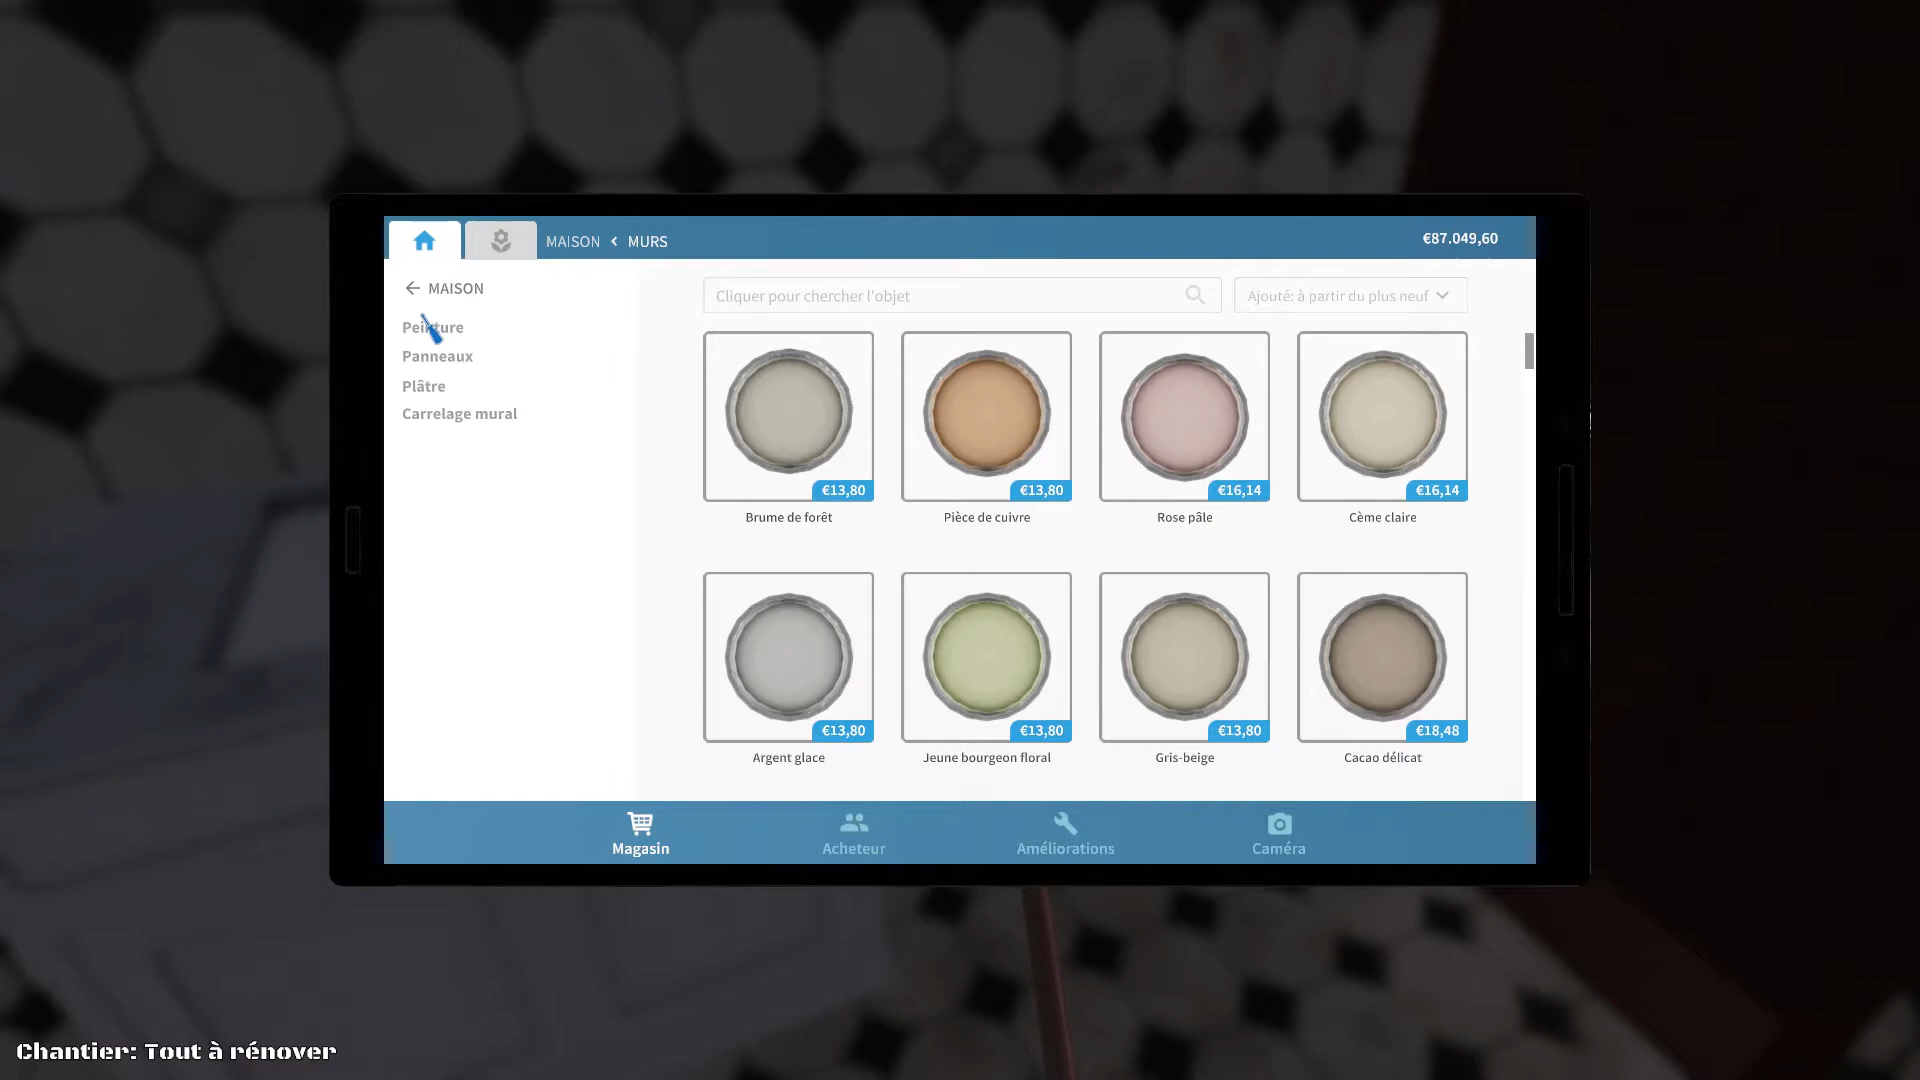 MAISON < MURS
€87.049,60
← MAISON
Peinture
Panneaux
Plâtre
Carrelage mural
Cliquer pour chercher l'objet
Ajouté: à partir du plus neuf
€13,80
€13,80
€16,14
€16,14
Brume de forêt
Pièce de cuivre
Rose pâle
Cème claire
€13,80
€13,80
€13,80
€18,48
Argent glace
Jeune bourgeon floral
Gris-beige
Cacao délicat
Magasin
Acheteur
Améliorations
Caméra
Chantier: Tout à rénover